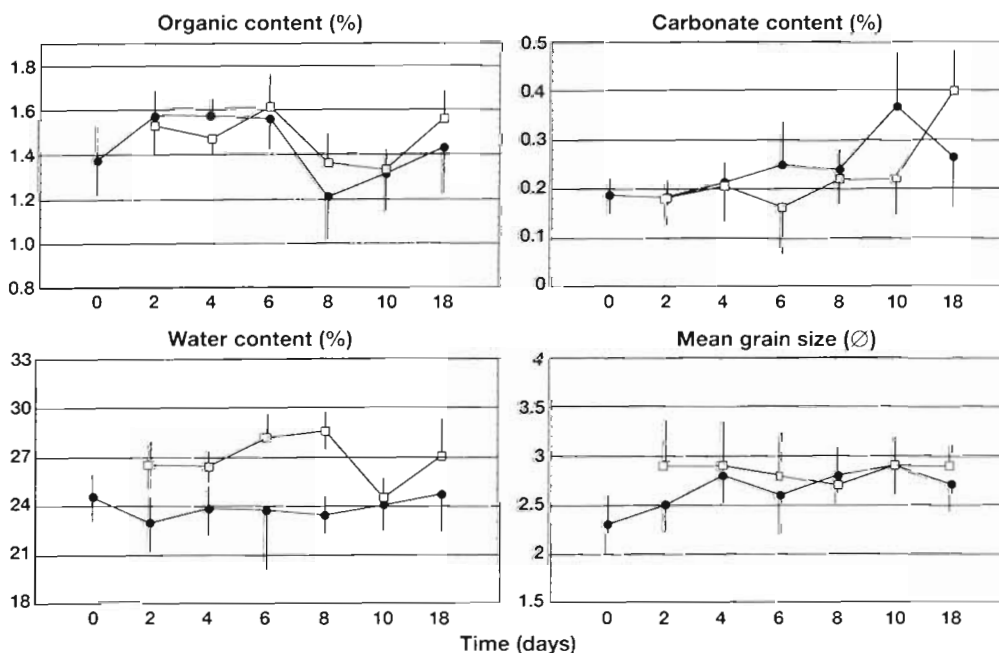 Organic content (%)
1.8
1.6
1.4
1.2
1.0
0.8
0 2 4 6 8 10 18
Carbonate content (%)
0.5
0.4
0.3
0.2
0.1
0
0 2 4 6 8 10 18
Water content (%)
33
30
27
24
21
18
0 2 4 6 8 10 18
Mean grain size (∅)
4
3.5
3
2.5
2
1.5
0 2 4 6 8 10 18
Time (days)